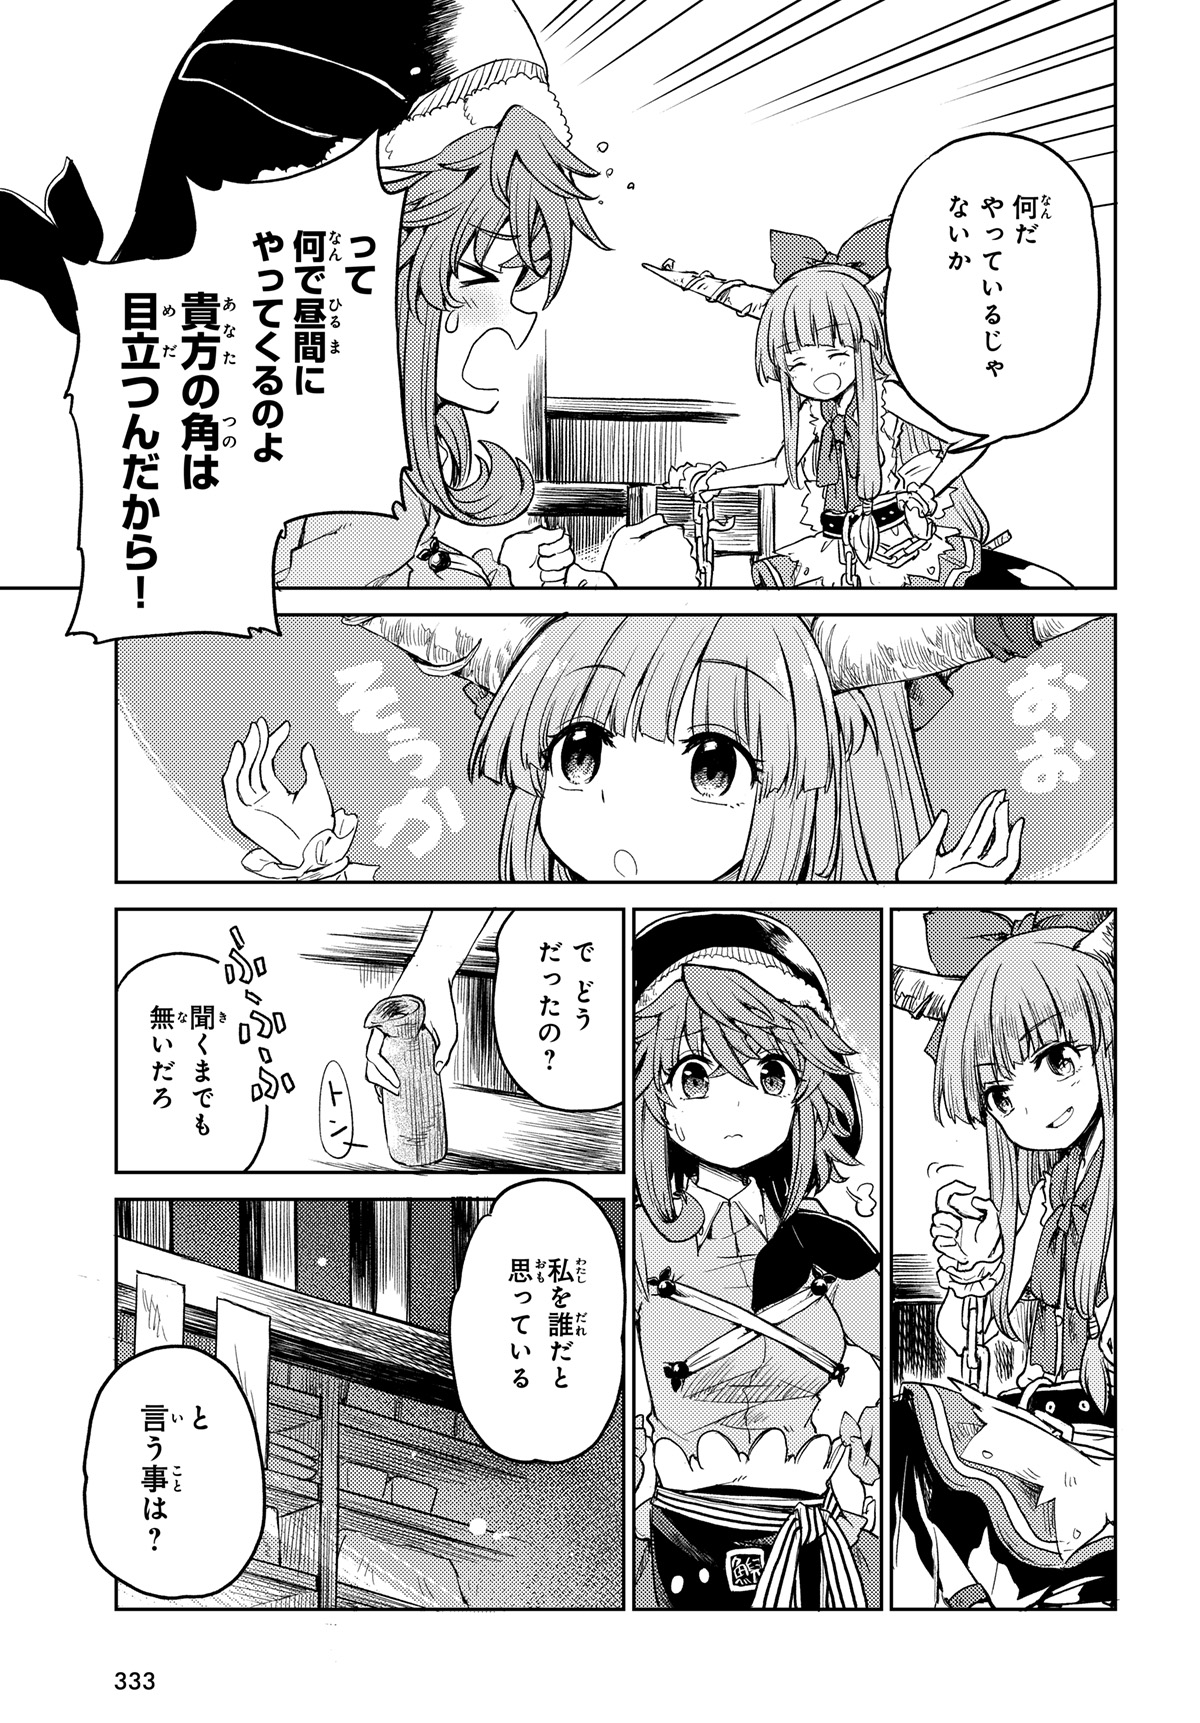 何だ
やっているじゃ
ないか
って
何で昼間に
やってくるのよ
貴方の角は
目立つんだから！
おお
そうか
で どう
だったの？
トン
ふふふふ
聞くまでも
無いだろ
私を誰だと
思っている
と
言う事は？
333